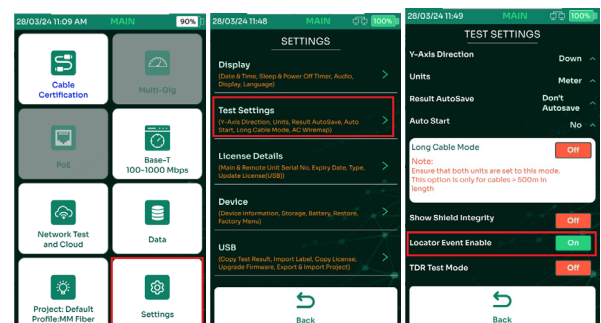 28/03/24 11:09 AM MAIN 90%
Cable
Certification
Multi-Gig
PoE
Base-T
100-1000 Mbps
Network Test
and Cloud
Data
Project: Default
Profile:MM Fiber
Settings
28/03/24 11:48 MAIN 100%
SETTINGS
Display
(Date & Time, Sleep & Power Off Timer, Audio,
Display, Language)
Test Settings
(Y-Axis Direction, Units, Result AutoSave, Auto
Start, Long Cable Mode, AC Wiremap)
License Details
(Main & Remote Unit Serial No, Expiry Date, Type,
Update License(USB))
Device
(Device Information, Storage, Battery, Restore,
Factory Menu)
USB
(Copy Test Result, Import Label, Copy License,
Upgrade Firmware, Export & Import Project)
Back
28/03/24 11:49 MAIN 100%
TEST SETTINGS
Y-Axis Direction Down
Units Meter
Result AutoSave Don't
Autosave
Auto Start No
Long Cable Mode Off
Note:
Ensure that both units are set to this
mode.
This option is only for cables > 500m in
length
Show Shield Integrity Off
Locator Event Enable On
TDR Test Mode Off
Back